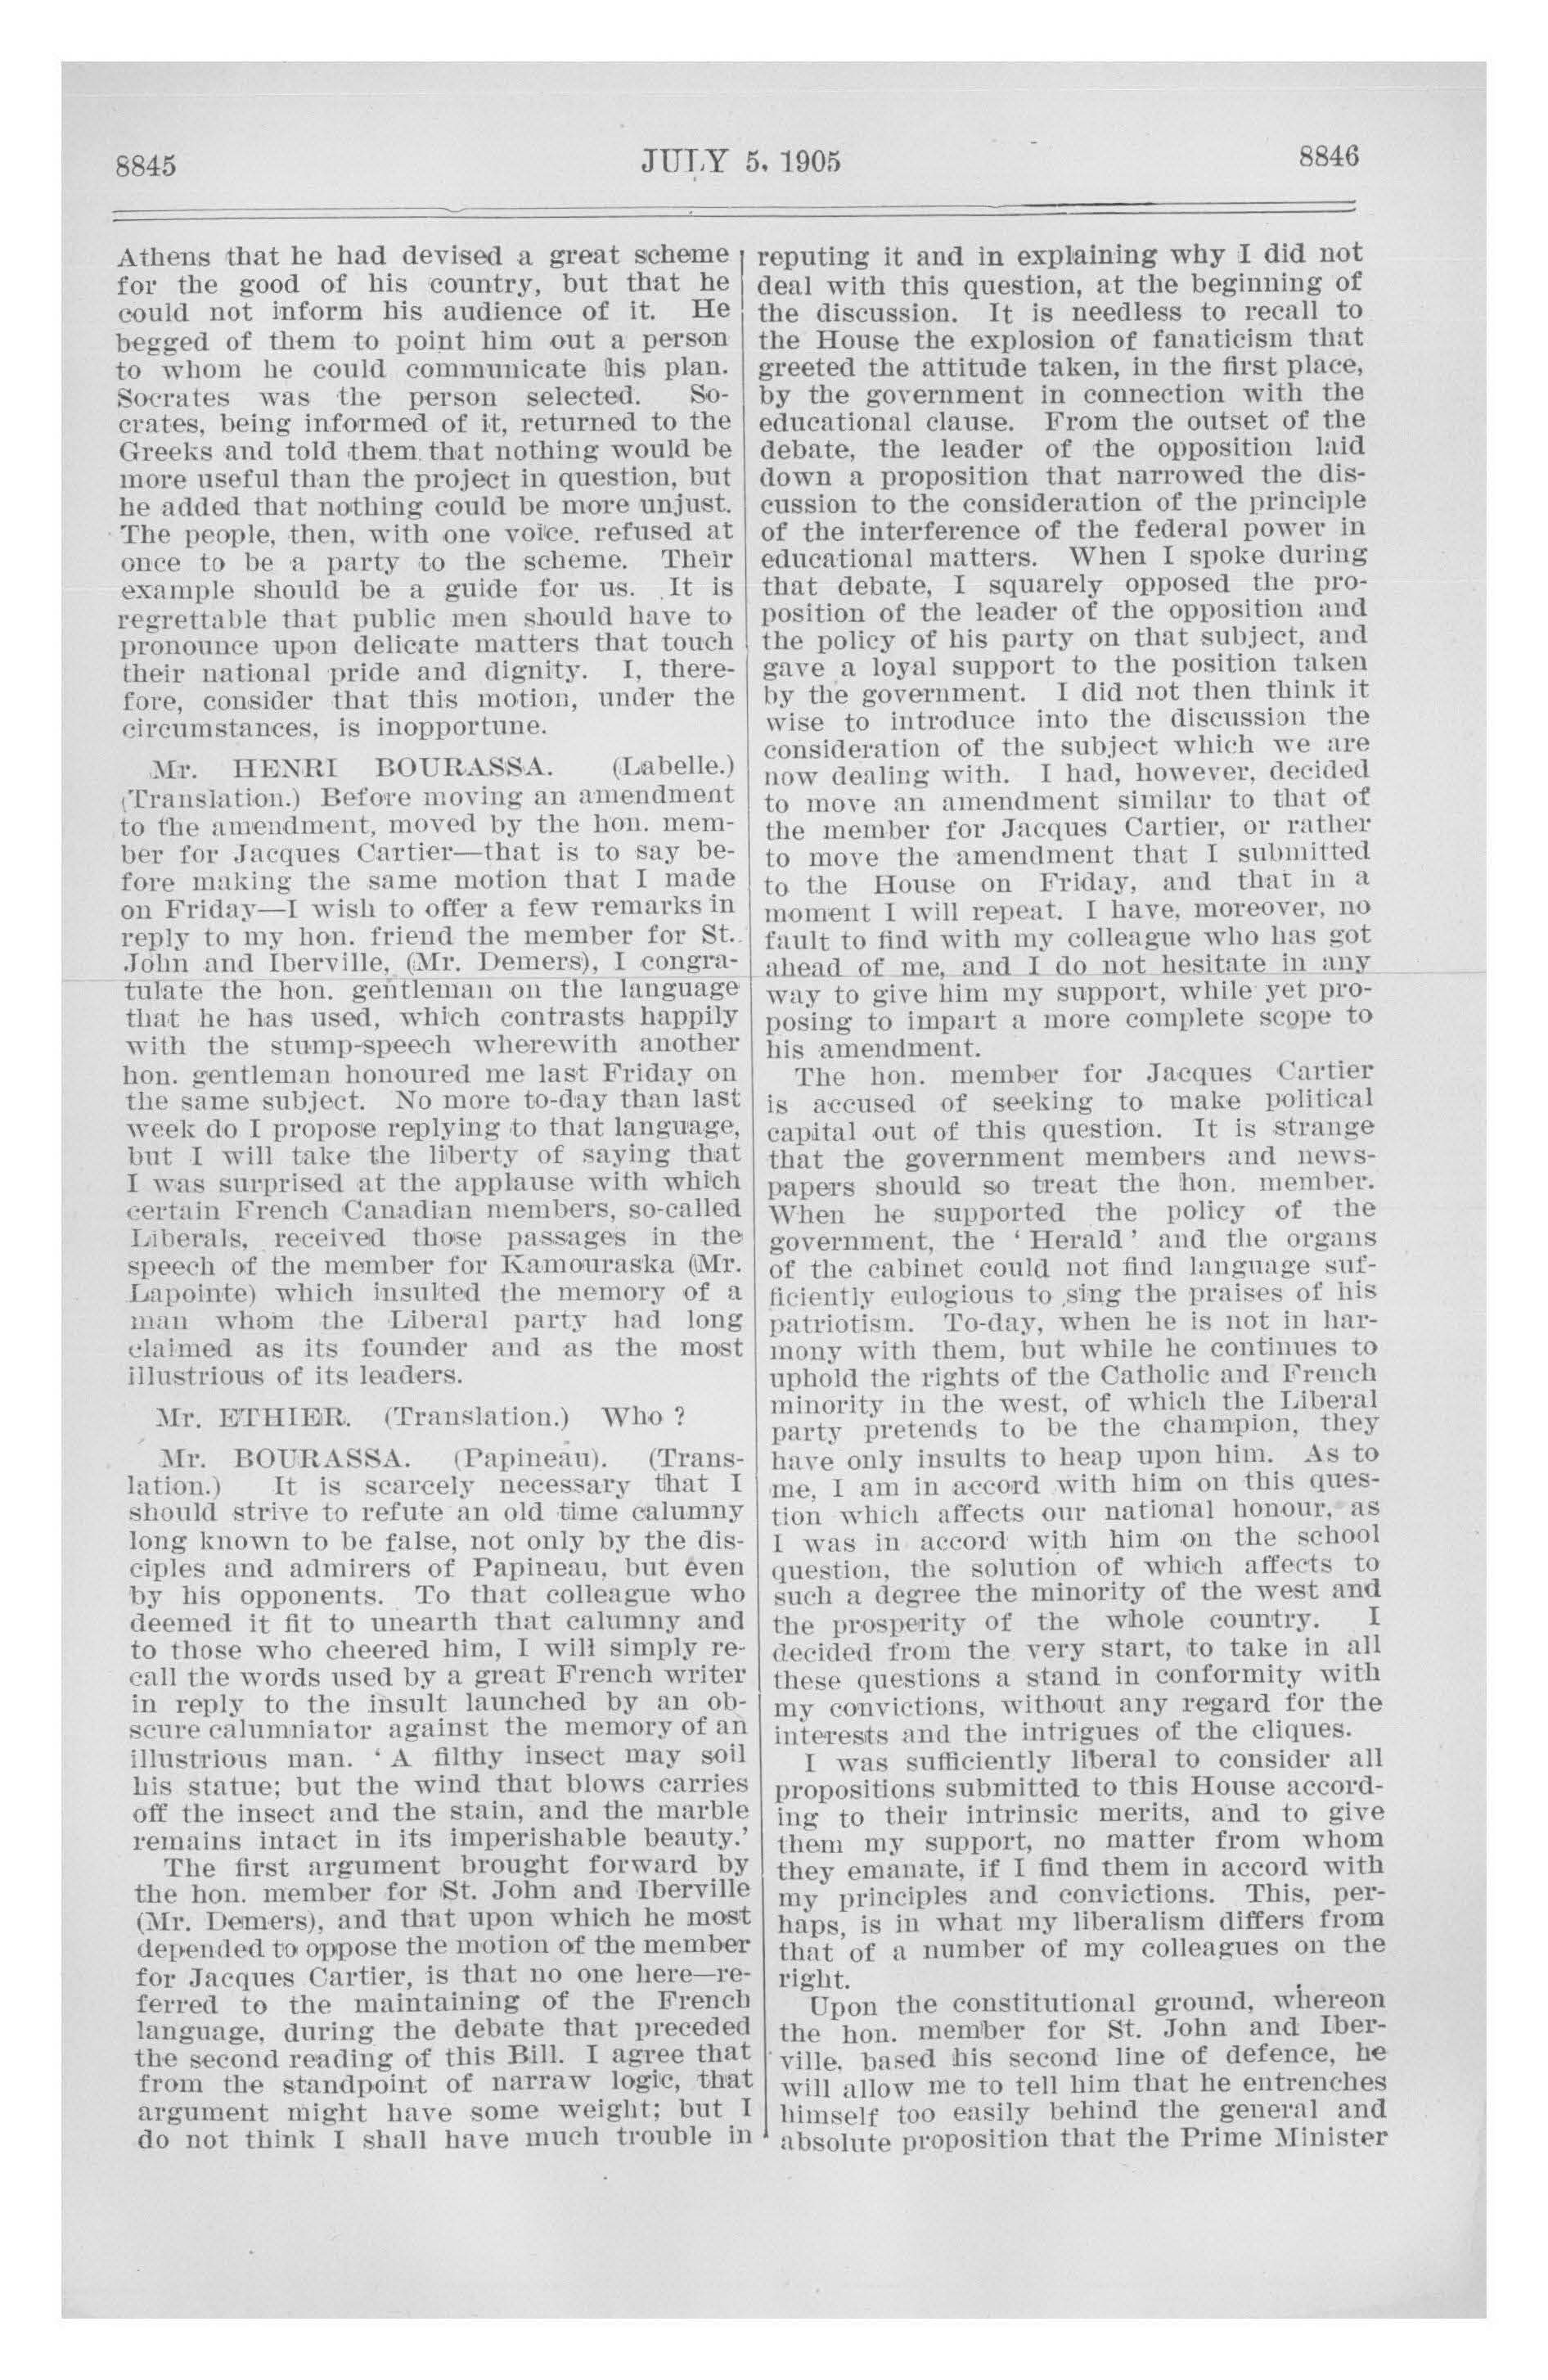 8845
JULY 5, 1905
8846
Athens that he had devised a great scheme
for the good of his country, but that he
could not inform his audience of it. He
begged of them to point him out a person
to whom he could communicate his plan.
Socrates was the person selected. So-
crates, being informed of it, returned to the
Greeks and told them that nothing would be
more useful than the project in question, but
he added that nothing could be more unjust.
The people, then, with one voice, refused at
once to be a party to the scheme. Their
example should be a guide for us. It is
regrettable that public men should have to
pronounce upon delicate matters that touch
their national pride and dignity. I, there-
fore, consider that this motion, under the
circumstances, is inopportune.
Mr. HENRI BOURASSA. (Labelle.)
(Translation.) Before moving an amendment
to the amendment, moved by the hon. mem-
ber for Jacques Cartier—that is to say be-
fore making the same motion that I made
on Friday—I wish to offer a few remarks in
reply to my hon. friend the member for St.
John and Iberville, (Mr. Demers), I congra-
tulate the hon. gentleman on the language
that he has used, which contrasts happily
with the stump-speech wherewith another
hon. gentleman honoured me last Friday on
the same subject. No more to-day than last
week do I propose replying to that language,
but I will take the liberty of saying that
I was surprised at the applause with which
certain French Canadian members, so-called
Liberals, received those passages in the
speech of the member for Kamouraska (Mr.
Lapointe) which insulted the memory of a
man whom the Liberal party had long
claimed as its founder and as the most
illustrious of its leaders.
Mr. ETHIER. (Translation.) Who ?
Mr. BOURASSA. (Papineau). (Trans-
lation.) It is scarcely necessary that I
should strive to refute an old time calumny
long known to be false, not only by the dis-
ciples and admirers of Papineau, but even
by his opponents. To that colleague who
deemed it fit to unearth that calumny and
to those who cheered him, I will simply re-
call the words used by a great French writer
in reply to the insult launched by an ob-
scure calumniator against the memory of an
illustrious man. ‘ A filthy insect may soil
his statue; but the wind that blows carries
off the insect and the stain, and the marble
remains intact in its imperishable beauty.’
The first argument brought forward by
the hon. member for St. John and Iberville
(Mr. Demers), and that upon which he most
depended to oppose the motion of the member
for Jacques Cartier, is that no one here—re-
ferred to the maintaining of the French
language, during the debate that preceded
the second reading of this Bill. I agree that
from the standpoint of narraw logic, that
argument might have some weight; but I
do not think I shall have much trouble in
reputing it and in explaining why I did not
deal with this question, at the beginning of
the discussion. It is needless to recall to
the House the explosion of fanaticism that
greeted the attitude taken, in the first place,
by the government in connection with the
educational clause. From the outset of the
debate, the leader of the opposition laid
down a proposition that narrowed the dis-
cussion to the consideration of the principle
of the interference of the federal power in
educational matters. When I spoke during
that debate, I squarely opposed the pro-
position of the leader of the opposition and
the policy of his party on that subject, and
gave a loyal support to the position taken
by the government. I did not then think it
wise to introduce into the discussion the
consideration of the subject which we are
now dealing with. I had, however, decided
to move an amendment similar to that of
the member for Jacques Cartier, or rather
to move the amendment that I submitted
to the House on Friday, and that in a
moment I will repeat. I have, moreover, no
fault to find with my colleague who has got
ahead of me, and I do not hesitate in any
way to give him my support, while yet pro-
posing to impart a more complete scope to
his amendment.
The hon. member for Jacques Cartier
is accused of seeking to make political
capital out of this question. It is strange
that the government members and news-
papers should so treat the hon. member.
When he supported the policy of the
government, the ‘ Herald ’ and the organs
of the cabinet could not find language suf-
ficiently eulogious to sing the praises of his
patriotism. To-day, when he is not in har-
mony with them, but while he continues to
uphold the rights of the Catholic and French
minority in the west, of which the Liberal
party pretends to be the champion, they
have only insults to heap upon him. As to
me, I am in accord with him on this ques-
tion which affects our national honour, as
I was in accord with him on the school
question, the solution of which affects to
such a degree the minority of the west and
the prosperity of the whole country. I
decided from the very start, to take in all
these questions a stand in conformity with
my convictions, without any regard for the
interests and the intrigues of the cliques.
I was sufficiently liberal to consider all
propositions submitted to this House accord-
ing to their intrinsic merits, and to give
them my support, no matter from whom
they emanate, if I find them in accord with
my principles and convictions. This, per-
haps, is in what my liberalism differs from
that of a number of my colleagues on the
right.
Upon the constitutional ground, whereon
the hon. member for St. John and Iber-
ville, based his second line of defence, he
will allow me to tell him that he entrenches
himself too easily behind the general and
absolute proposition that the Prime Minister